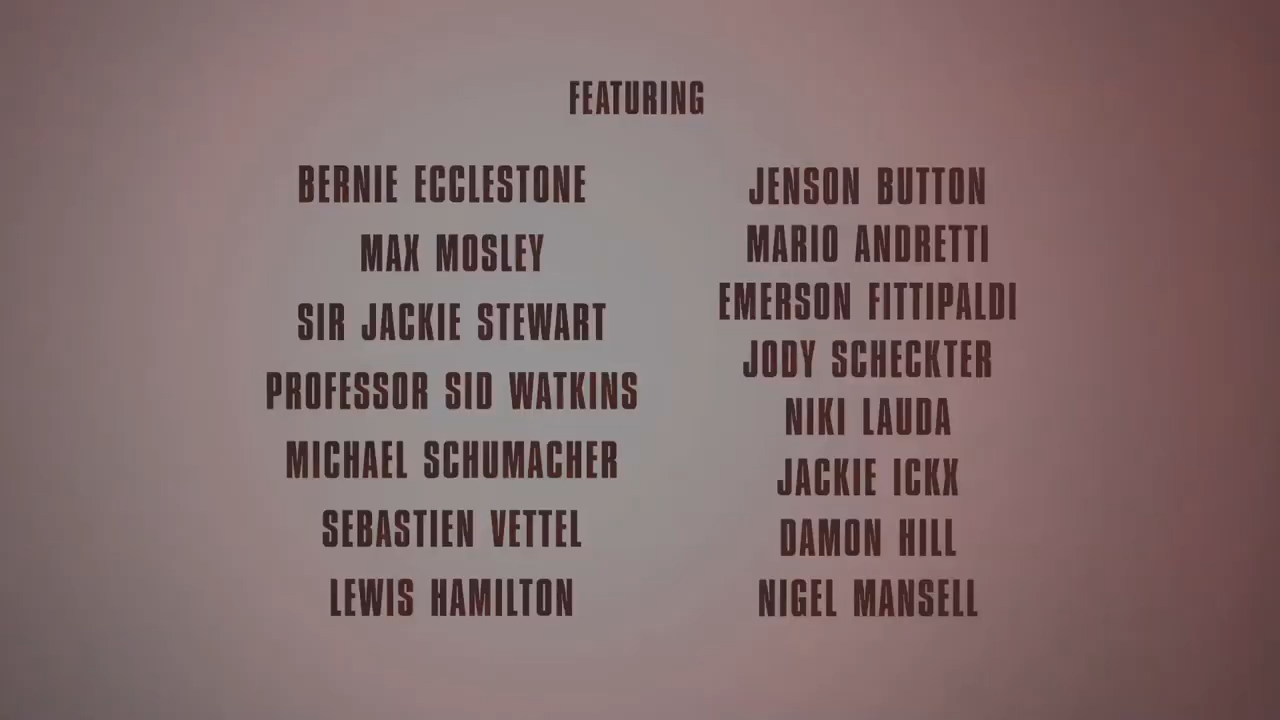 FEATURING
BERNIE ECCLESTONE
MAX MOSLEY
SIR JACKIE STEWART
PROFESSOR SID WATKINS
MICHAEL SCHUMACHER
SEBASTIEN VETTEL
LEWIS HAMILTON
JENSON BUTTON
MARIO ANDRETTI
EMERSON FITTIPALDI
JODY SCHECKTER
NIKI LAUDA
JACKIE ICKX
DAMON HILL
NIGEL MANSELL